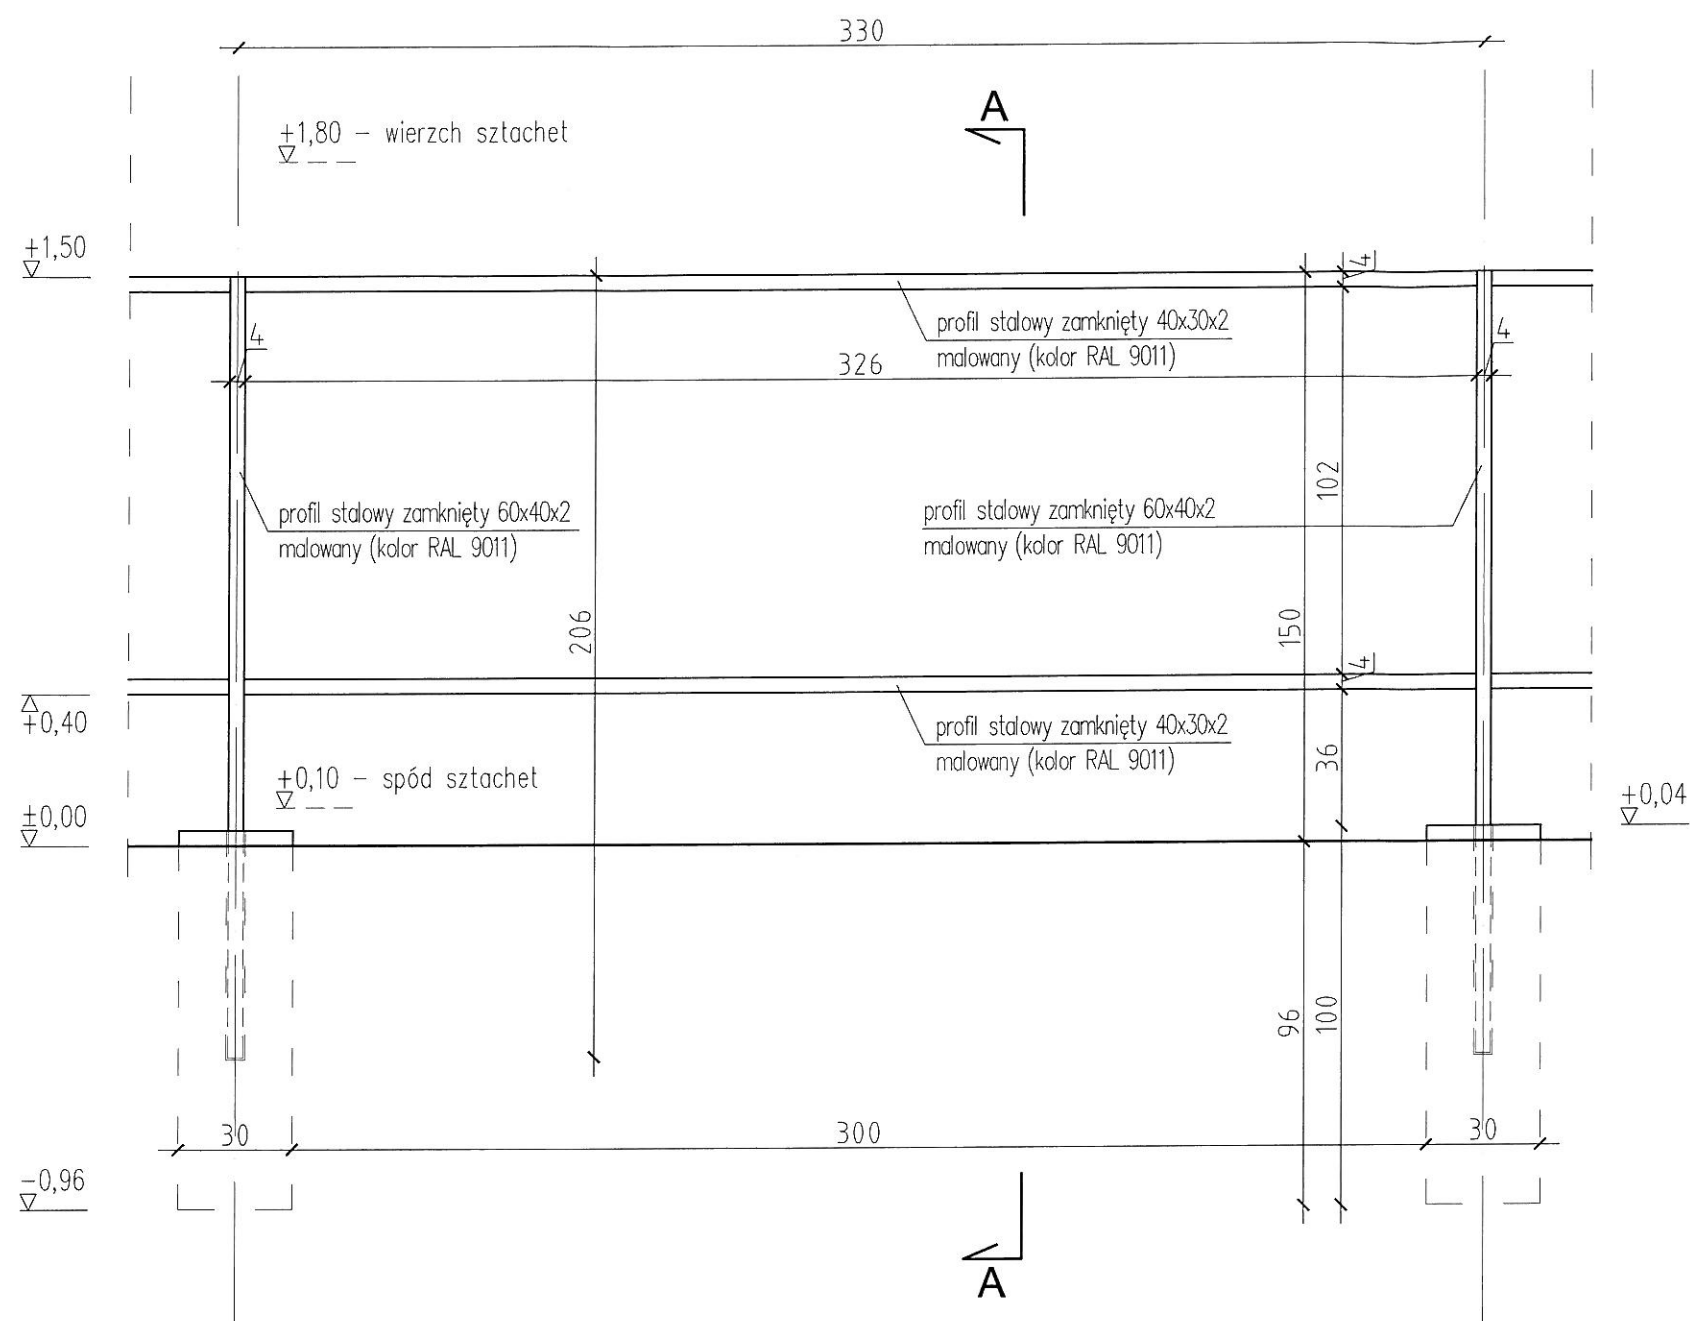 330
A
+1,80 – wierzch sztachet
+1,50
4
4
4
profil stalowy zamknięty 40x30x2
malowany (kolor RAL 9011)
326
102
profil stalowy zamknięty 60x40x2
malowany (kolor RAL 9011)
profil stalowy zamknięty 60x40x2
malowany (kolor RAL 9011)
206
150
4
+0,40
profil stalowy zamknięty 40x30x2
malowany (kolor RAL 9011)
36
+0,10 – spód sztachet
±0,00
+0,04
96
100
30
300
30
-0,96
A